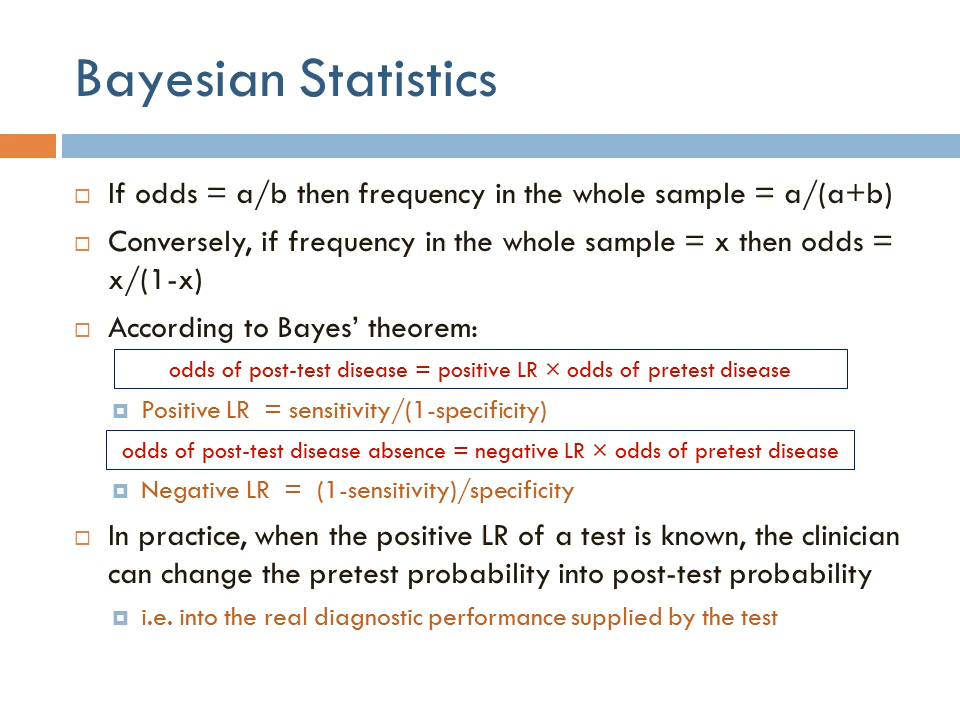 Bayesian Statistics
If odds = a/b then frequency in the whole sample = a/(a+b)
Conversely, if frequency in the whole sample = x then odds =
x/(1-x)
According to Bayes’ theorem:
odds of post-test disease = positive LR × odds of pretest disease
Positive LR = sensitivity/(1-specificity)
odds of post-test disease absence = negative LR × odds of pretest disease
Negative LR = (1-sensitivity)/specificity
In practice, when the positive LR of a test is known, the clinician
can change the pretest probability into post-test probability
i.e. into the real diagnostic performance supplied by the test